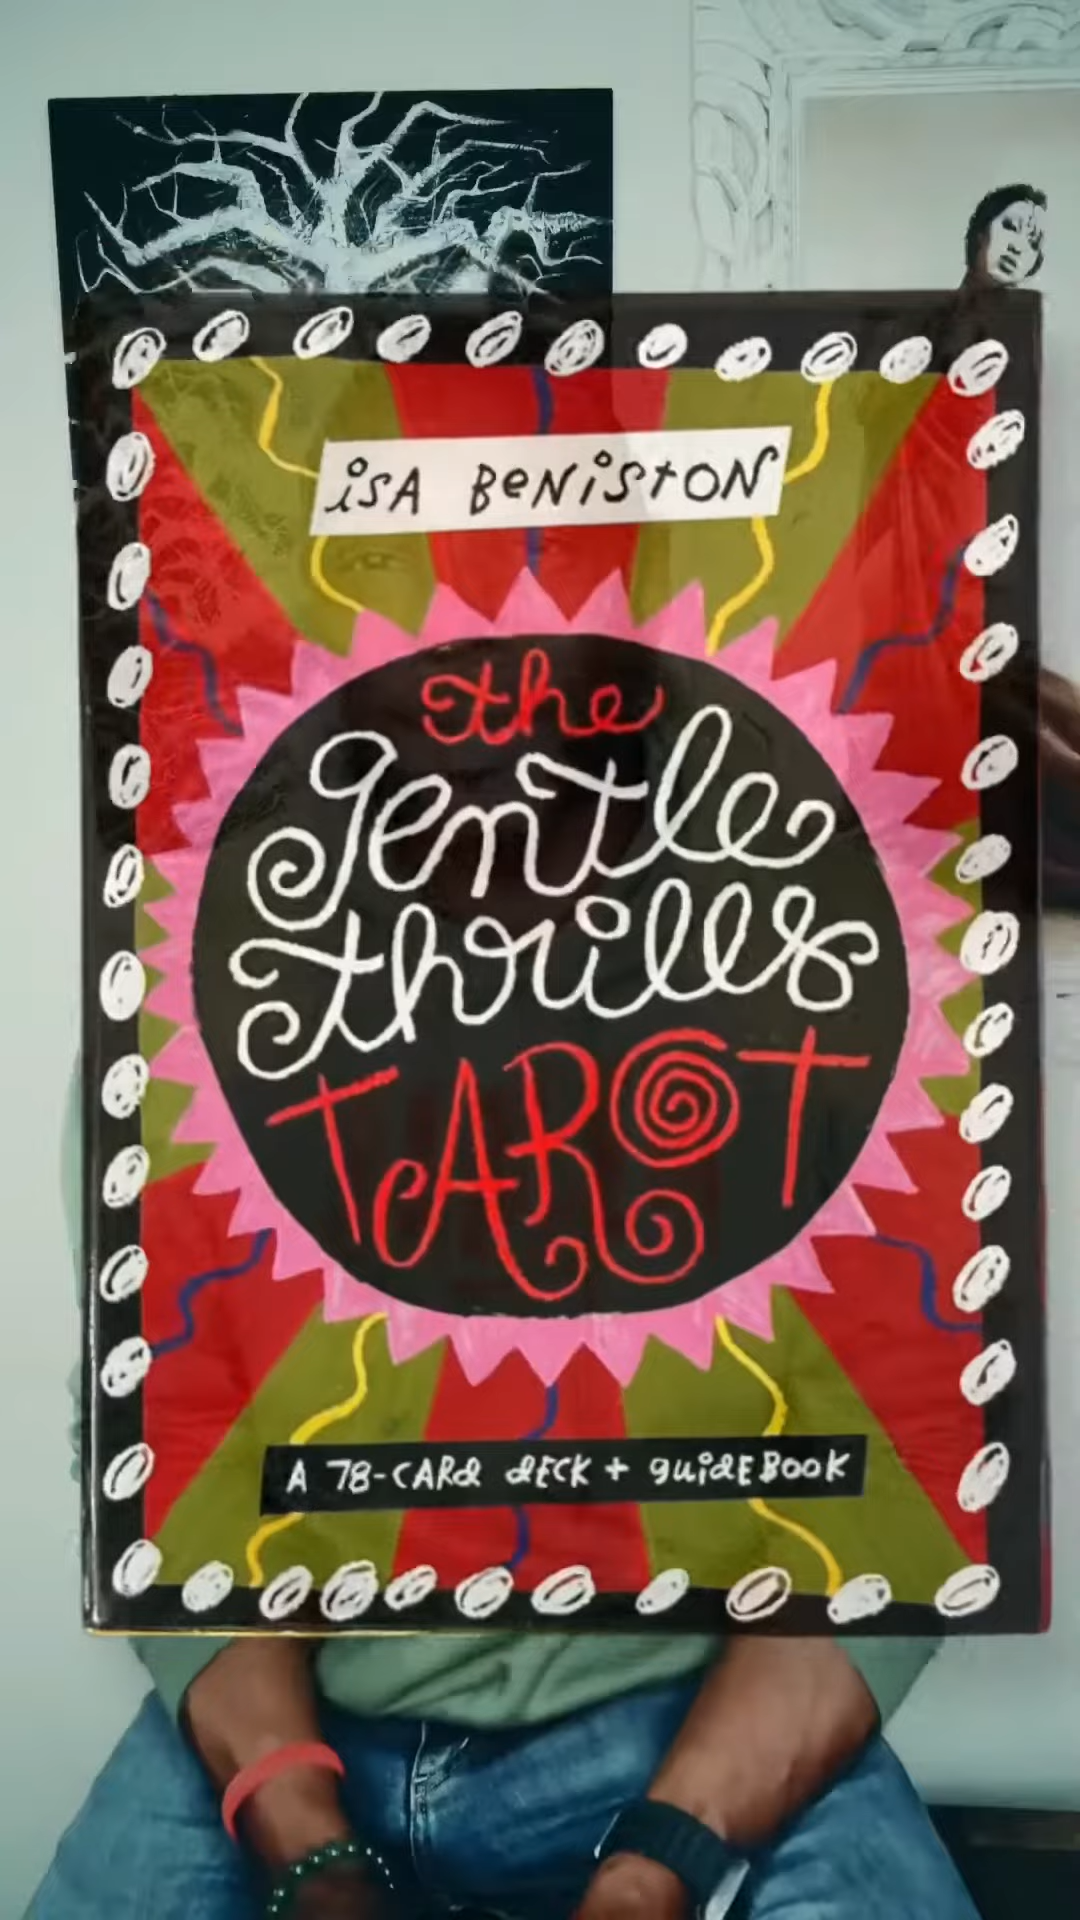 isA BeNistON
the
Gentle
thrills
TAROT
A 78-CARd dECK + guidEBOOK